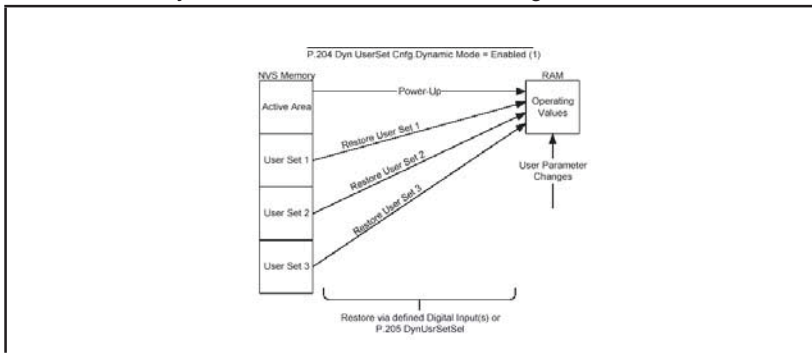 P.204 Dyn UserSet Cnfg.Dynamic Mode = Enabled (1)
NVS Memory
RAM
Active Area
Power-Up
Operating
Values
User Set 1
Restore User Set 1
User Set 2
Restore User Set 2
User Set 3
Restore User Set 3
User Parameter
Changes
Restore via defined Digital Input(s) or
P.205 DynUsrSetSel